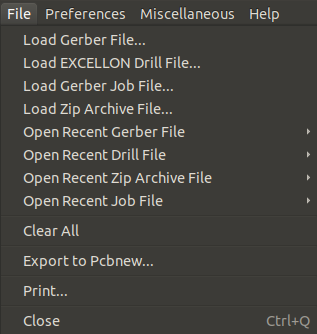 File Preferences Miscellaneous Help
Load Gerber File...
Load EXCELLON Drill File...
Load Gerber Job File...
Load Zip Archive File...
Open Recent Gerber File
Open Recent Drill File
Open Recent Zip Archive File
Open Recent Job File
Clear All
Export to Pcbnew...
Print...
Close Ctrl+Q